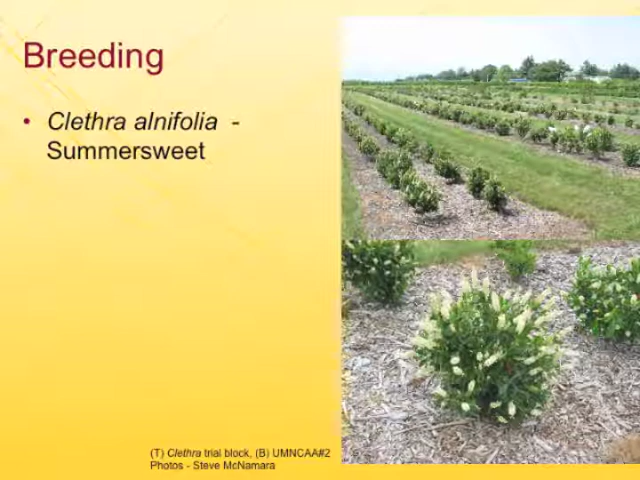 Breeding
• Clethra alnifolia -
Summersweet
(T) Clethra trial block, (B) UMNCAA#2
Photos - Steve McNamara